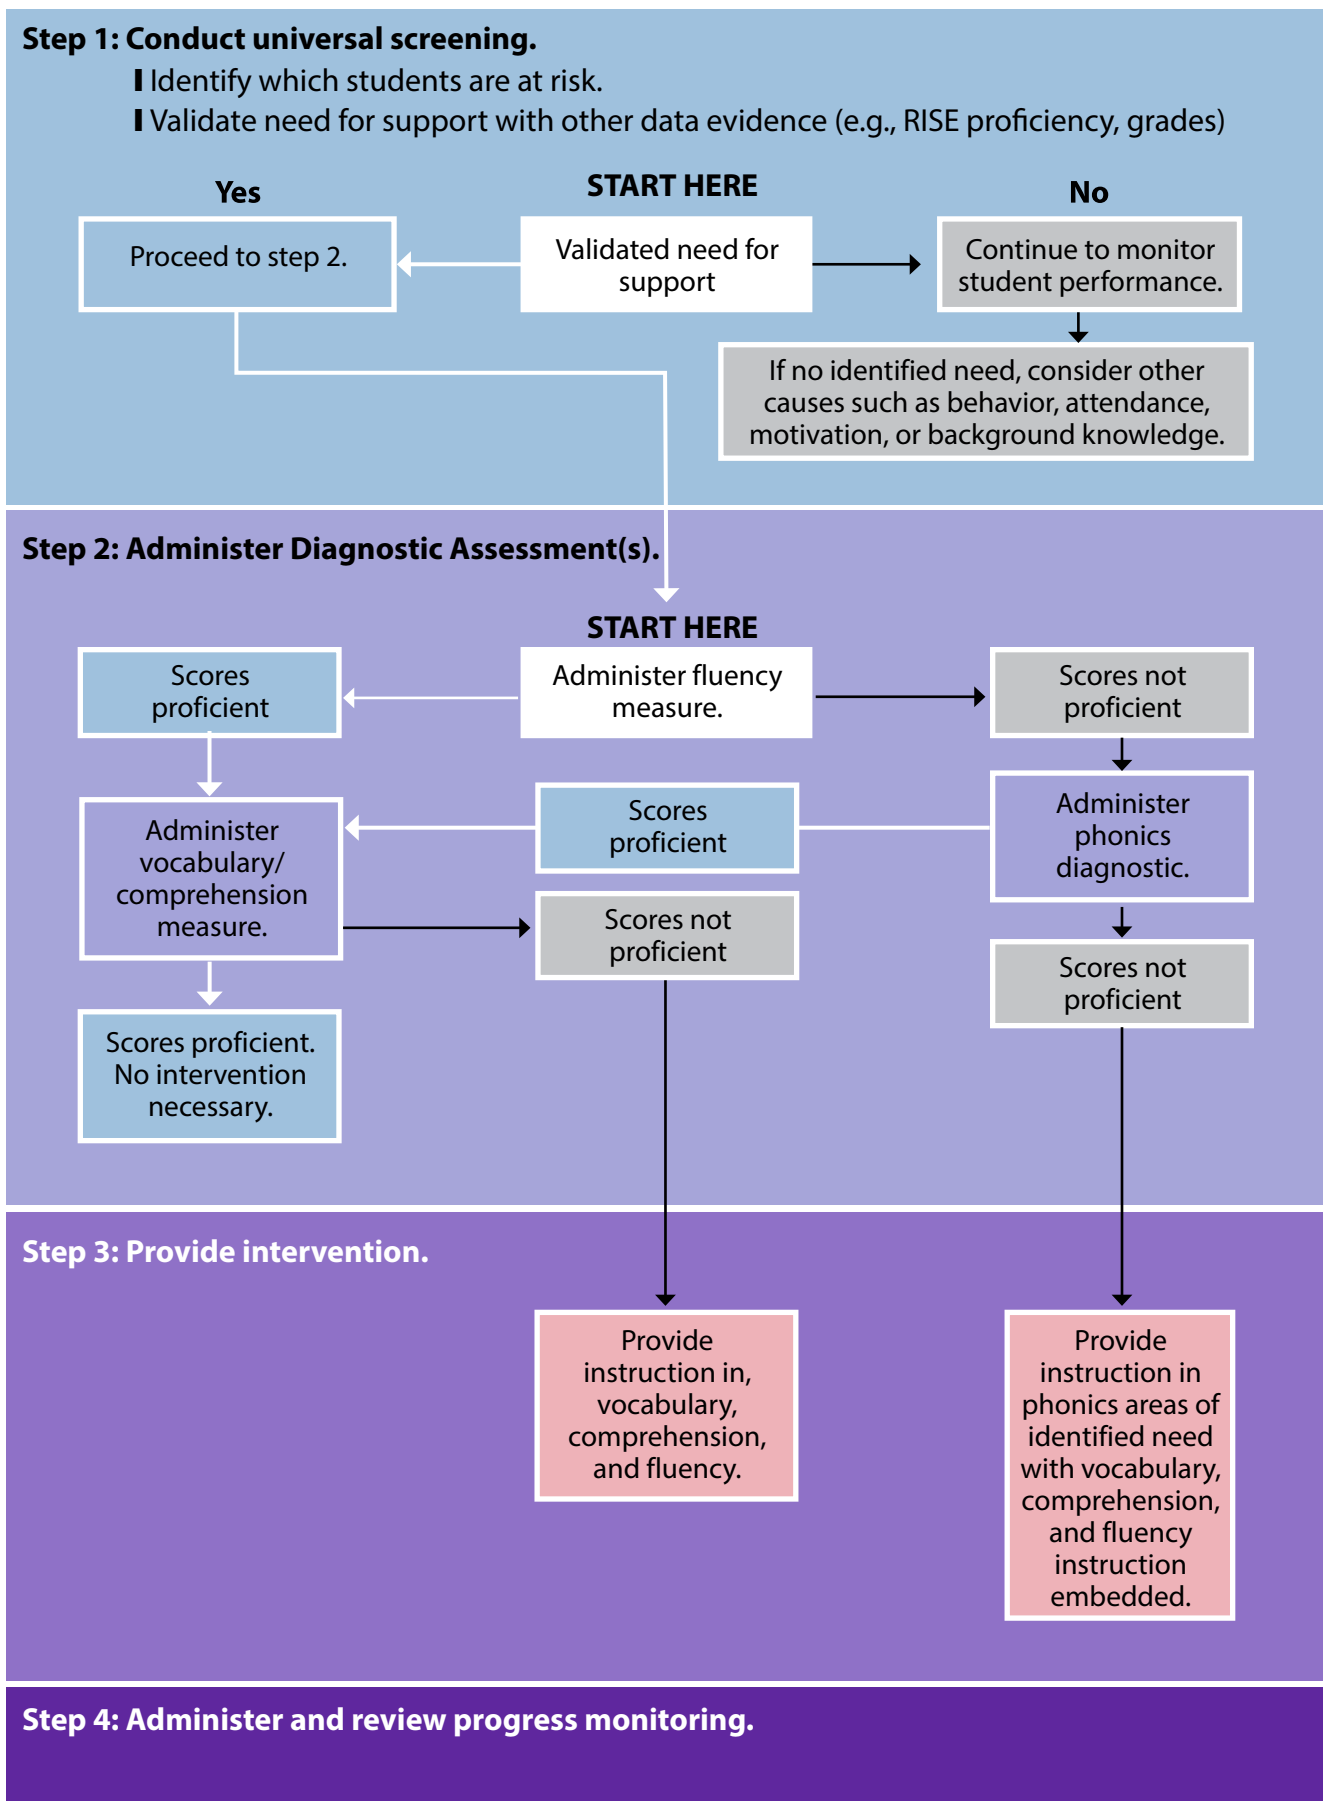 Step 1: Conduct universal screening.
Identify which students are at risk.
Validate need for support with other data evidence (e.g., RISE proficiency, grades)
Yes
START HERE
No
Proceed to step 2.
Validated need for
support
Continue to monitor
student performance.
If no identified need, consider other
causes such as behavior, attendance,
motivation, or background knowledge.
Step 2: Administer Diagnostic Assessment(s).
START HERE
Scores
proficient
Administer fluency
measure.
Scores not
proficient
Administer
vocabulary/
comprehension
measure.
Scores
proficient
Administer
phonics
diagnostic.
Scores not
proficient
Scores not
proficient
Scores proficient.
No intervention
necessary.
Step 3: Provide intervention.
Provide
instruction in,
vocabulary,
comprehension,
and fluency.
Provide
instruction in
phonics areas of
identified need
with vocabulary,
comprehension,
and fluency
instruction
embedded.
Step 4: Administer and review progress monitoring.